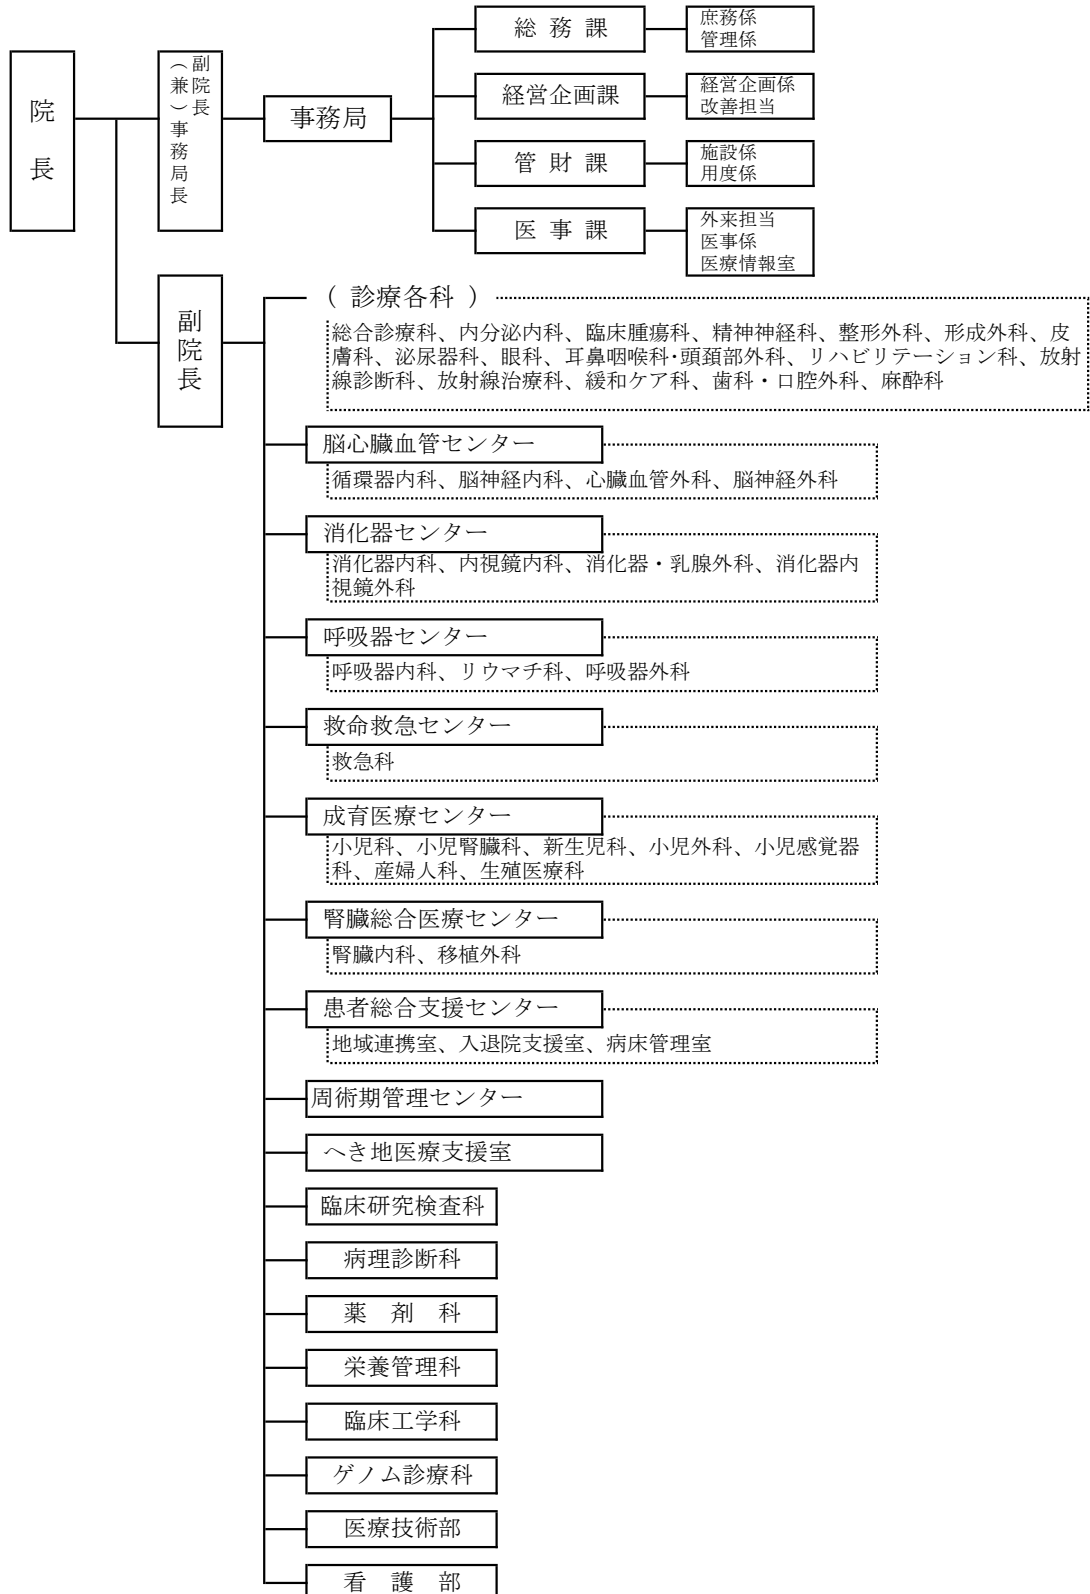 院長
副院長
（兼）事務局長
事務局
総務課
庶務係
管理係
経営企画課
経営企画係
改善担当
管財課
施設係
用度係
医事課
外来担当
医事係
医療情報室
副院長
（ 診療各科 ）
総合診療科、内分泌内科、臨床腫瘍科、精神神経科、整形外科、形成外科、皮
膚科、泌尿器科、眼科、耳鼻咽喉科･頭頚部外科、リハビリテーション科、放射
線診断科、放射線治療科、緩和ケア科、歯科・口腔外科、麻酔科
脳心臓血管センター
循環器内科、脳神経内科、心臓血管外科、脳神経外科
消化器センター
消化器内科、内視鏡内科、消化器・乳腺外科、消化器内
視鏡外科
呼吸器センター
呼吸器内科、リウマチ科、呼吸器外科
救命救急センター
救急科
成育医療センター
小児科、小児腎臓科、新生児科、小児外科、小児感覚器
科、産婦人科、生殖医療科
腎臓総合医療センター
腎臓内科、移植外科
患者総合支援センター
地域連携室、入退院支援室、病床管理室
周術期管理センター
へき地医療支援室
臨床研究検査科
病理診断科
薬剤科
栄養管理科
臨床工学科
ゲノム診療科
医療技術部
看護部